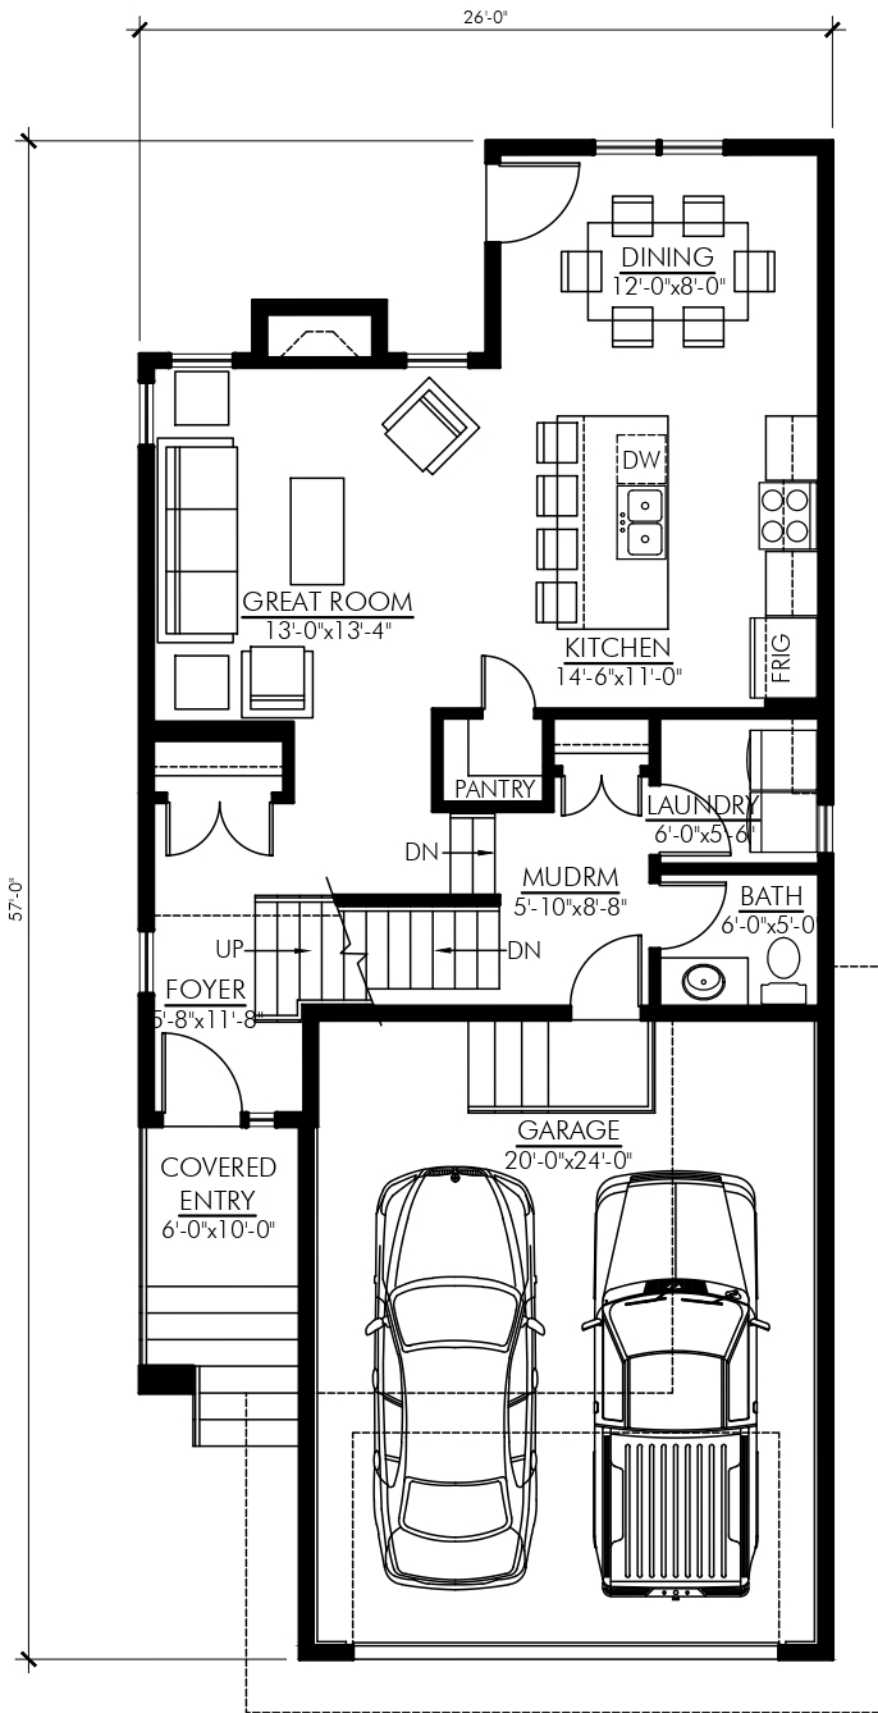 26'-0"
57'-0"
DINING
12'-0"x8'-0"
DW
GREAT ROOM
13'-0"x13'-4"
KITCHEN
14'-6"x11'-0"
FRIG
PANTRY
LAUNDRY
6'-0"x5'-6"
DN
MUDRM
5'-10"x8'-8"
BATH
6'-0"x5'-0"
UP
DN
FOYER
5'-8"x11'-8"
GARAGE
20'-0"x24'-0"
COVERED
ENTRY
6'-0"x10'-0"